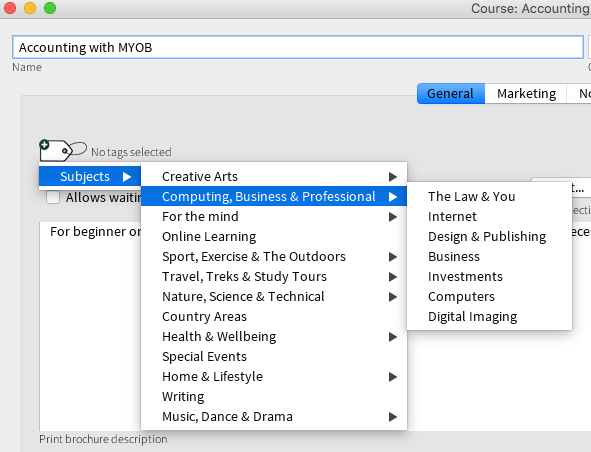 Course: Accounting
Accounting with MYOB
Name
General
Marketing
No tags selected
Subjects
Allows waitin
For beginner or
Print brochure description
Creative Arts
Computing, Business & Professional
For the mind
Online Learning
Sport, Exercise & The Outdoors
Travel, Treks & Study Tours
Nature, Science & Technical
Country Areas
Health & Wellbeing
Special Events
Home & Lifestyle
Writing
Music, Dance & Drama
The Law & You
Internet
Design & Publishing
Business
Investments
Computers
Digital Imaging